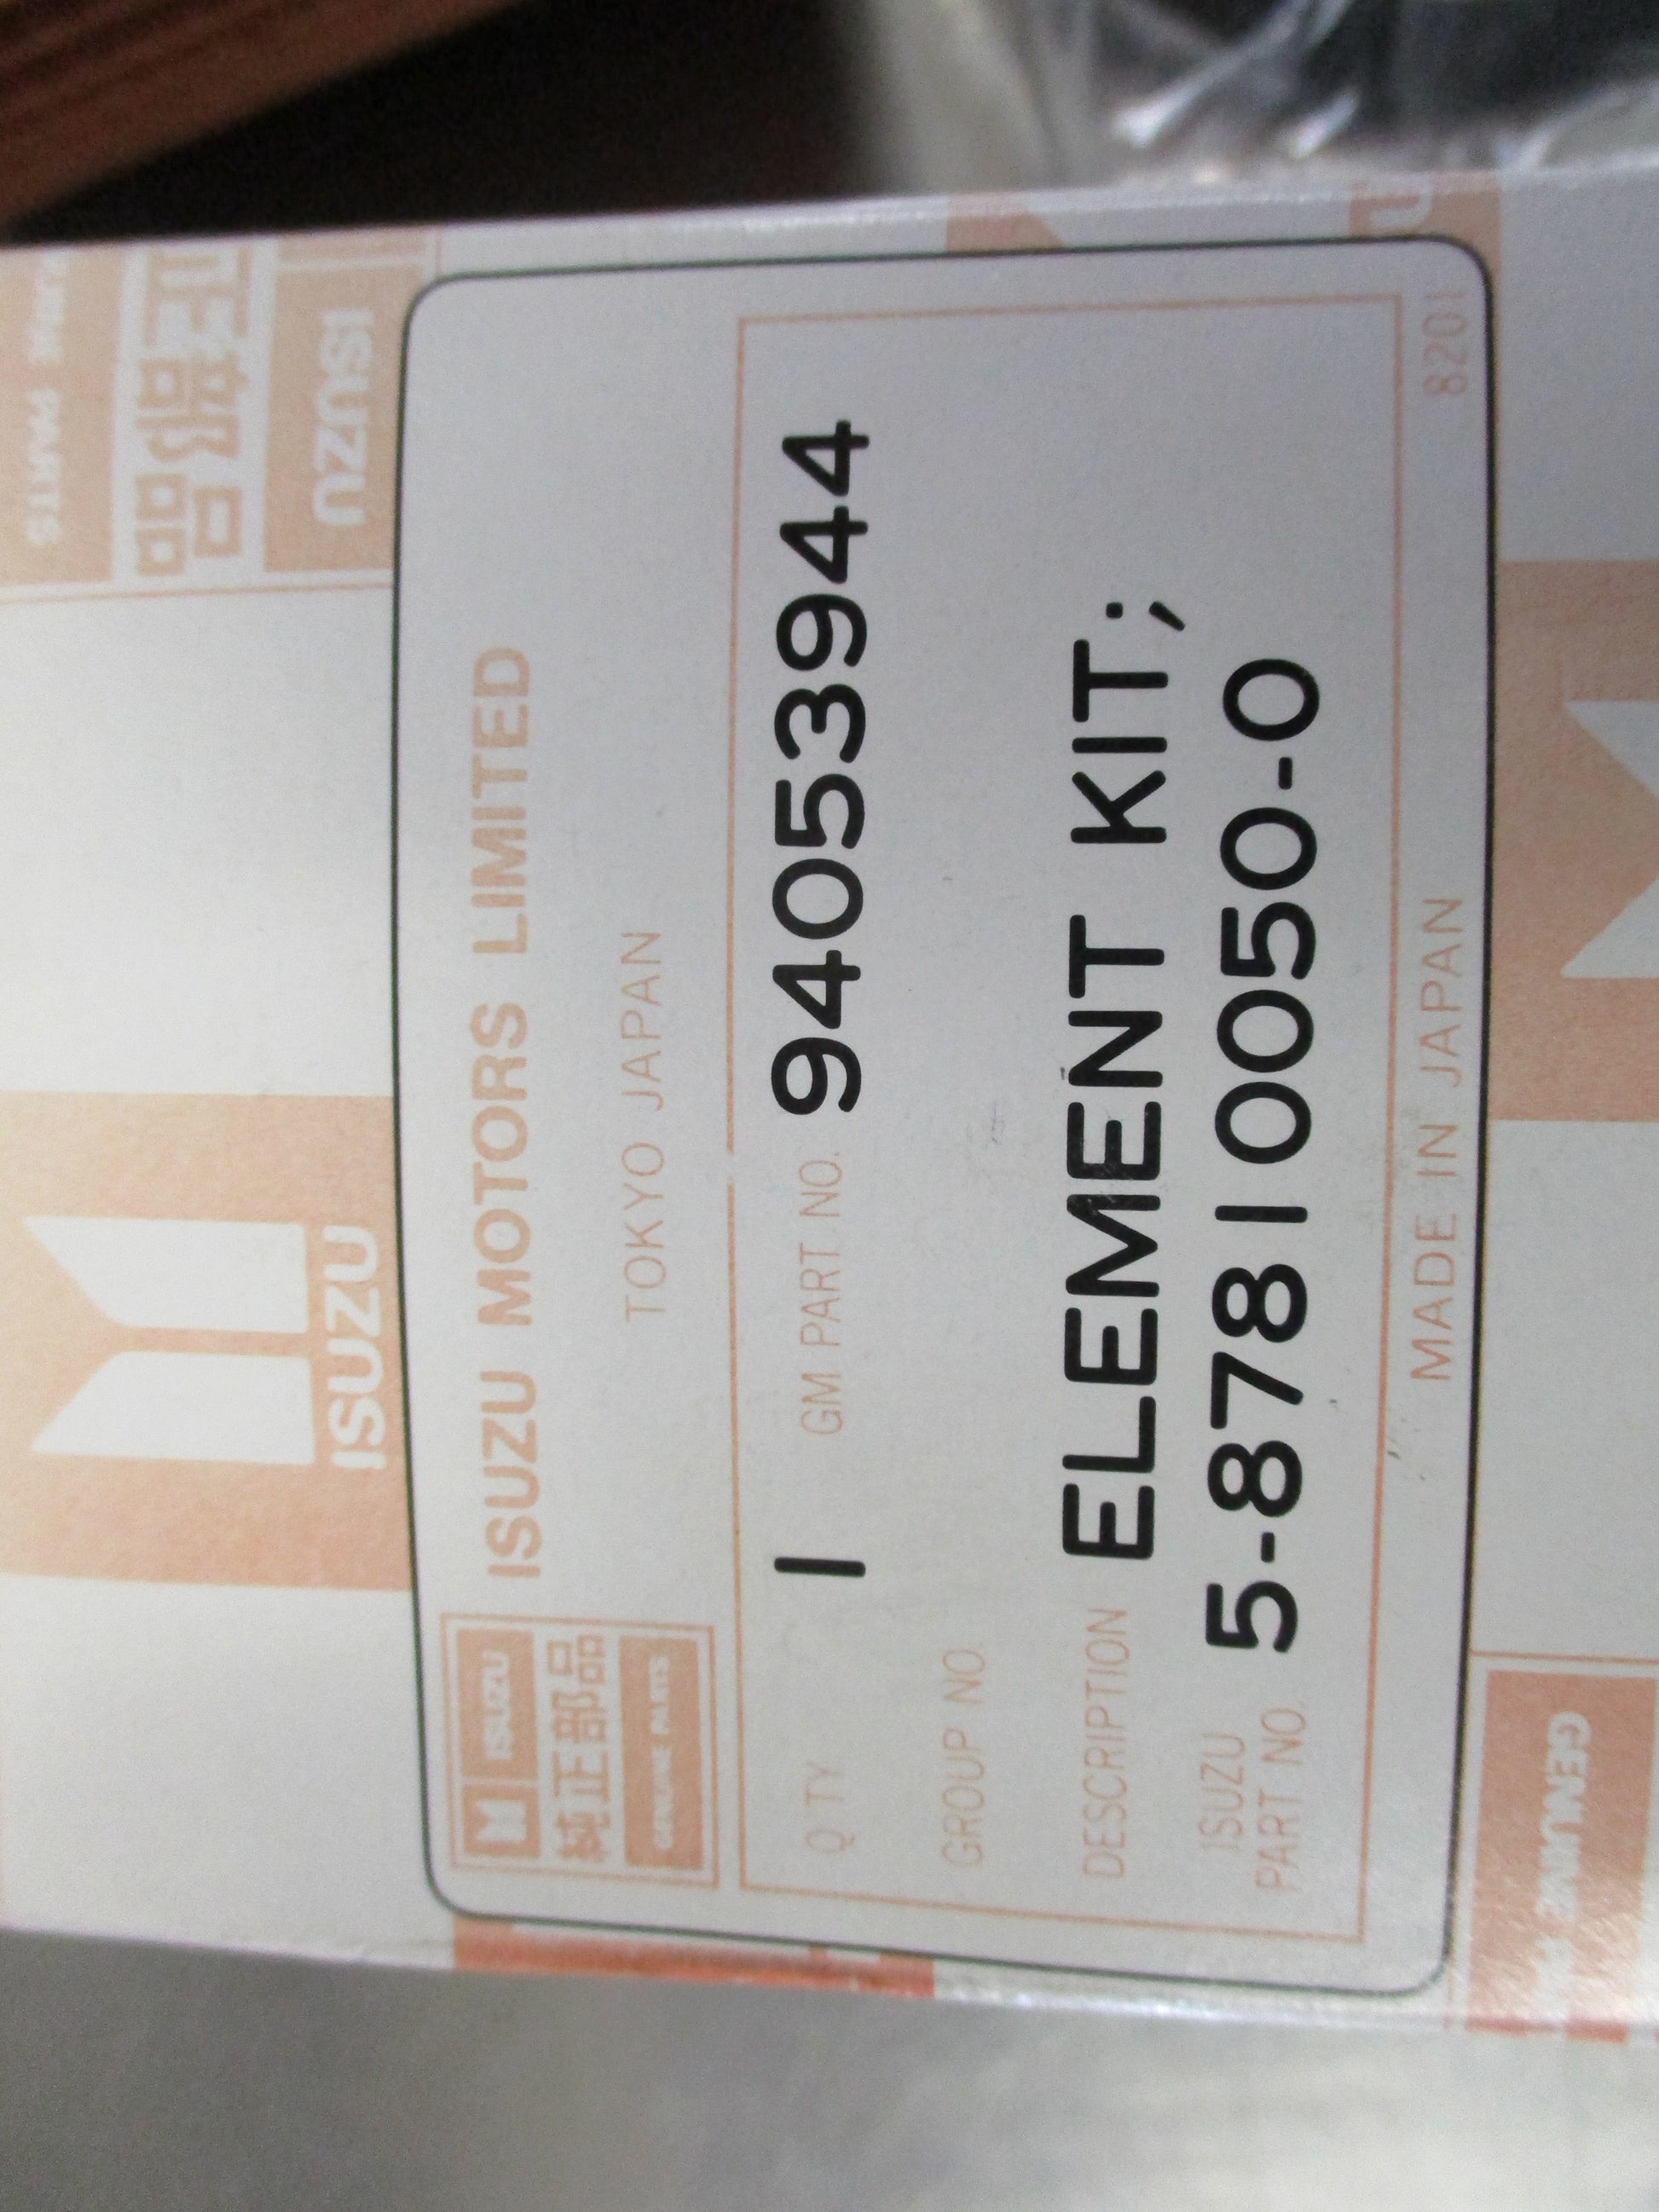 ISUZU
ISUZU
純正部品
GENUINE PARTS
ISUZU MOTORS LIMITED
TOKYO JAPAN
Q'TY 1 GM PART NO. 94053944
GROUP NO.
DESCRIPTION ELEMENT KIT;
ISUZU
PART NO. 5-87810050-0
MADE IN JAPAN
8201
ISUZU
正部品
PARTS
GENUINE